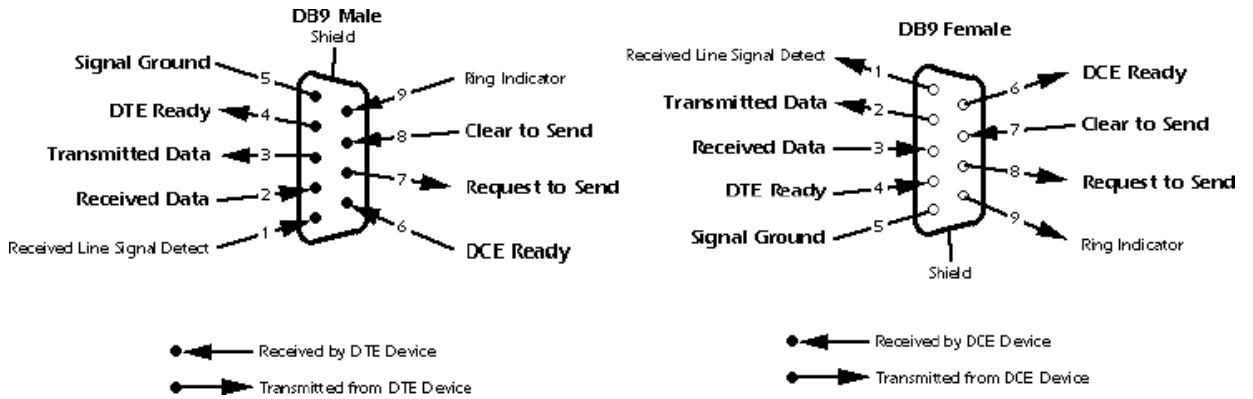 DB9 Male
Shield
Signal Ground
5
DTE Ready
4
Transmitted Data
3
Received Data
2
Received Line Signal Detect
1
9
Ring Indicator
8
Clear to Send
7
Request to Send
6
DCE Ready
Received by DTE Device
Transmitted from DTE Device
DB9 Female
Received Line Signal Detect
1
Transmitted Data
2
Received Data
3
DTE Ready
4
Signal Ground
5
6
DCE Ready
7
Clear to Send
8
Request to Send
9
Ring Indicator
Shield
Received by DCE Device
Transmitted from DCE Device